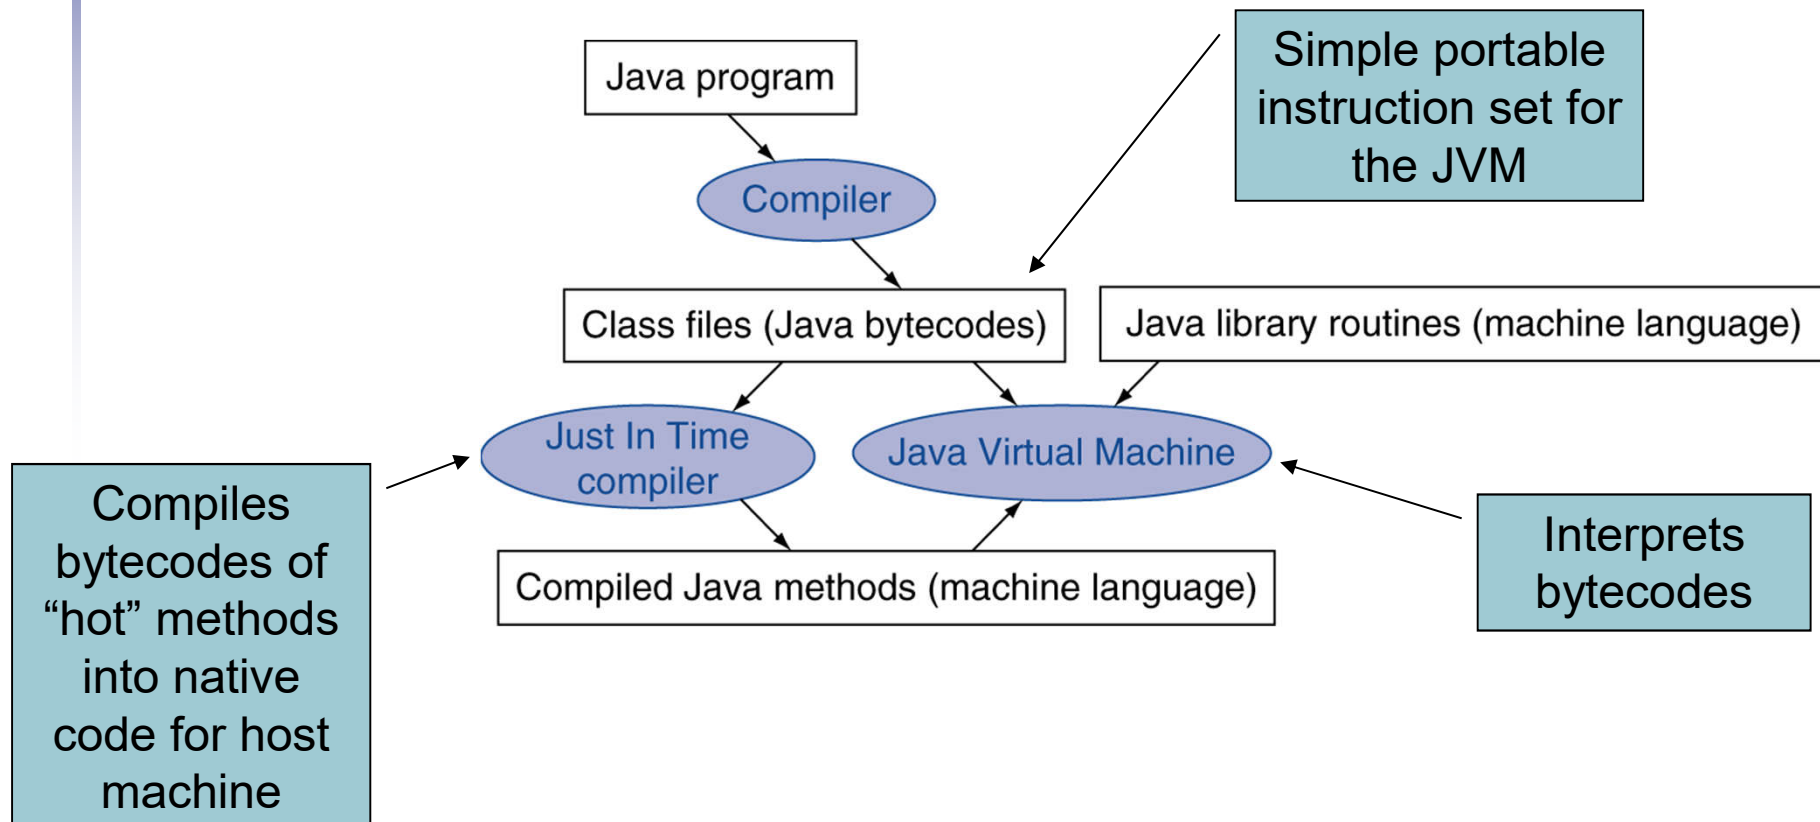 Java program
Simple portable
instruction set for
the JVM
Compiler
Class files (Java bytecodes)
Java library routines (machine language)
Just In Time
compiler
Java Virtual Machine
Compiles
bytecodes of
“hot” methods
into native
code for host
machine
Compiled Java methods (machine language)
Interprets
bytecodes